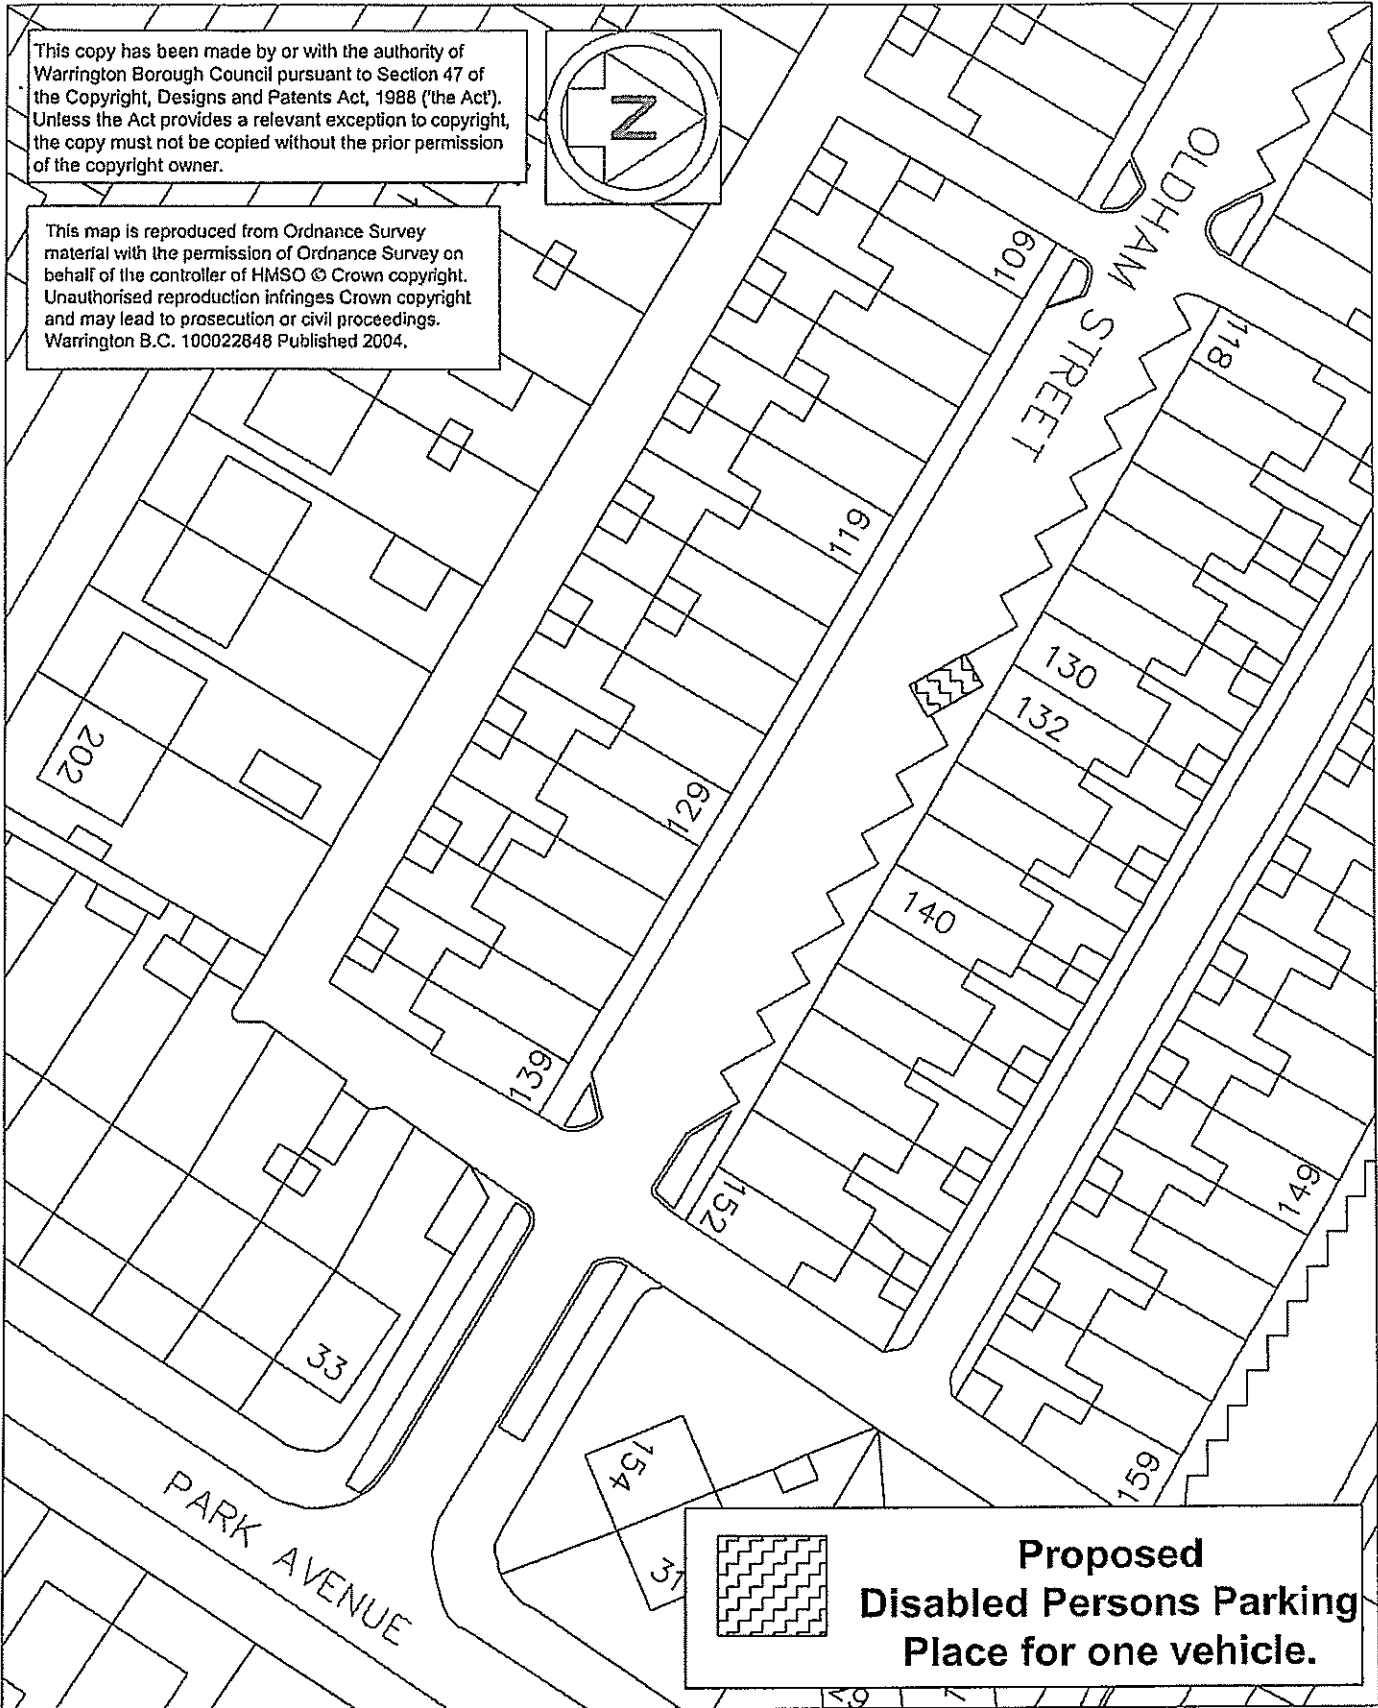 This copy has been made by or with the authority of
Warrington Borough Council pursuant to Section 47 of
the Copyright, Designs and Patents Act, 1988 ('the Act').
Unless the Act provides a relevant exception to copyright,
the copy must not be copied without the prior permission
of the copyright owner.
N
This map is reproduced from Ordnance Survey
material with the permission of Ordnance Survey on
behalf of the controller of HMSO © Crown copyright.
Unauthorised reproduction infringes Crown copyright
and may lead to prosecution or civil proceedings.
Warrington B.C. 100022848 Published 2004.
OLDHAM STREET
109
118
119
130
132
202
129
140
139
152
149
33
154
159
31
PARK AVENUE
29
Proposed
Disabled Persons Parking
Place for one vehicle.